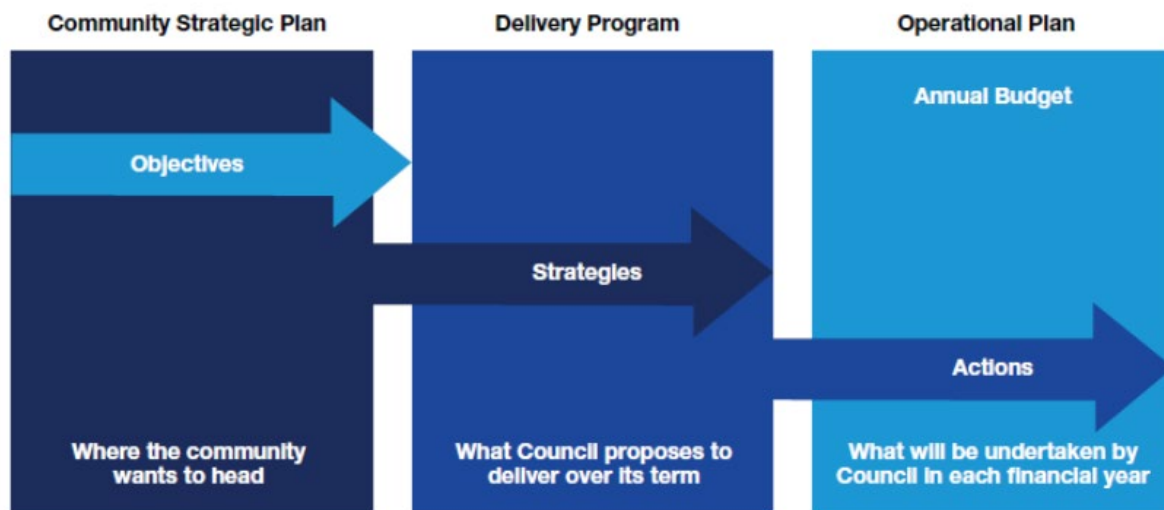 Community Strategic Plan
Delivery Program
Operational Plan
Annual Budget
Objectives
Strategies
Actions
Where the community
wants to head
What Council proposes to
deliver over its term
What will be undertaken by
Council in each financial year